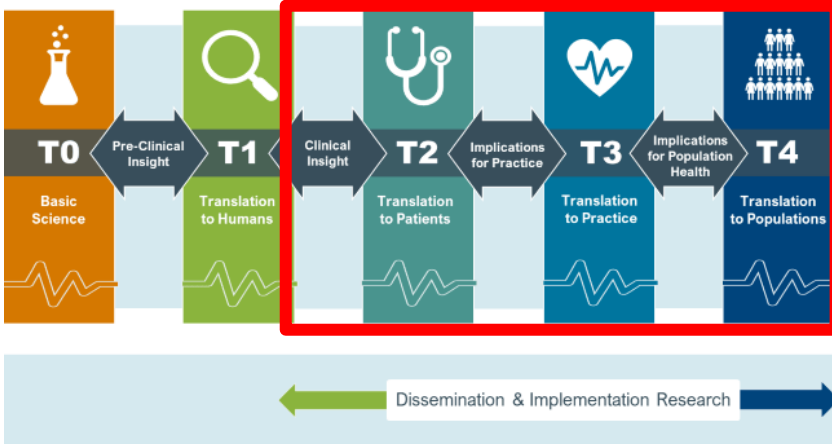 T0
Pre-Clinical
Insight
T1
Clinical
Insight
T2
Implications
for Practice
T3
Implications
for Population
Health
T4
Basic
Science
Translation
to Humans
Translation
to Patients
Translation
to Practice
Translation
to Populations
Dissemination & Implementation Research